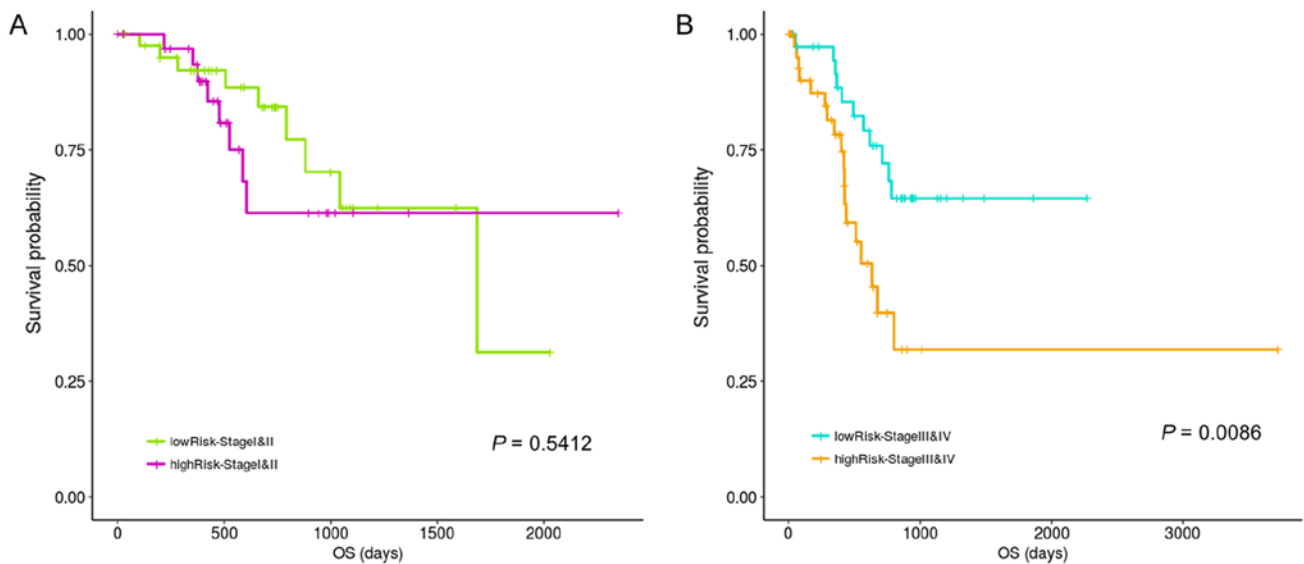 A
Survival probability
1.00
0.75
0.50
0.25
0.00
lowRisk-StageI&II
highRisk-StageI&II
P = 0.5412
0
500
1000
1500
2000
OS (days)
B
Survival probability
1.00
0.75
0.50
0.25
0.00
lowRisk-StageIII&IV
highRisk-StageIII&IV
P = 0.0086
0
1000
2000
3000
OS (days)